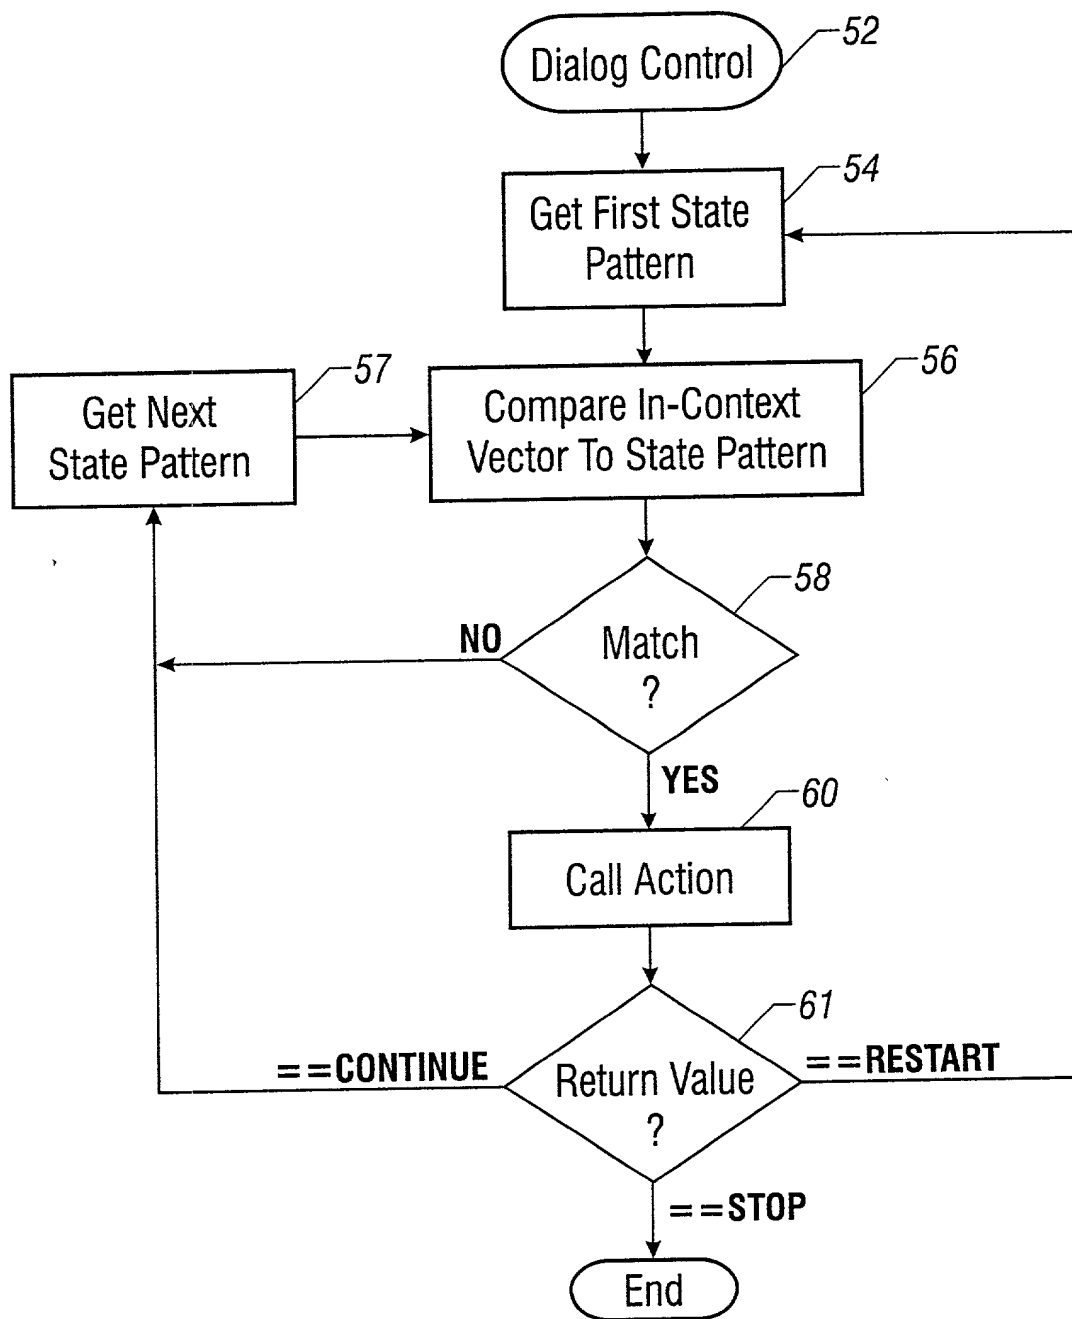 52
Dialog Control
54
Get First State
Pattern
57
56
Get Next
State Pattern
Compare In-Context
Vector To State Pattern
58
NO
Match
?
YES
60
Call Action
61
==CONTINUE
==RESTART
Return Value
?
==STOP
End